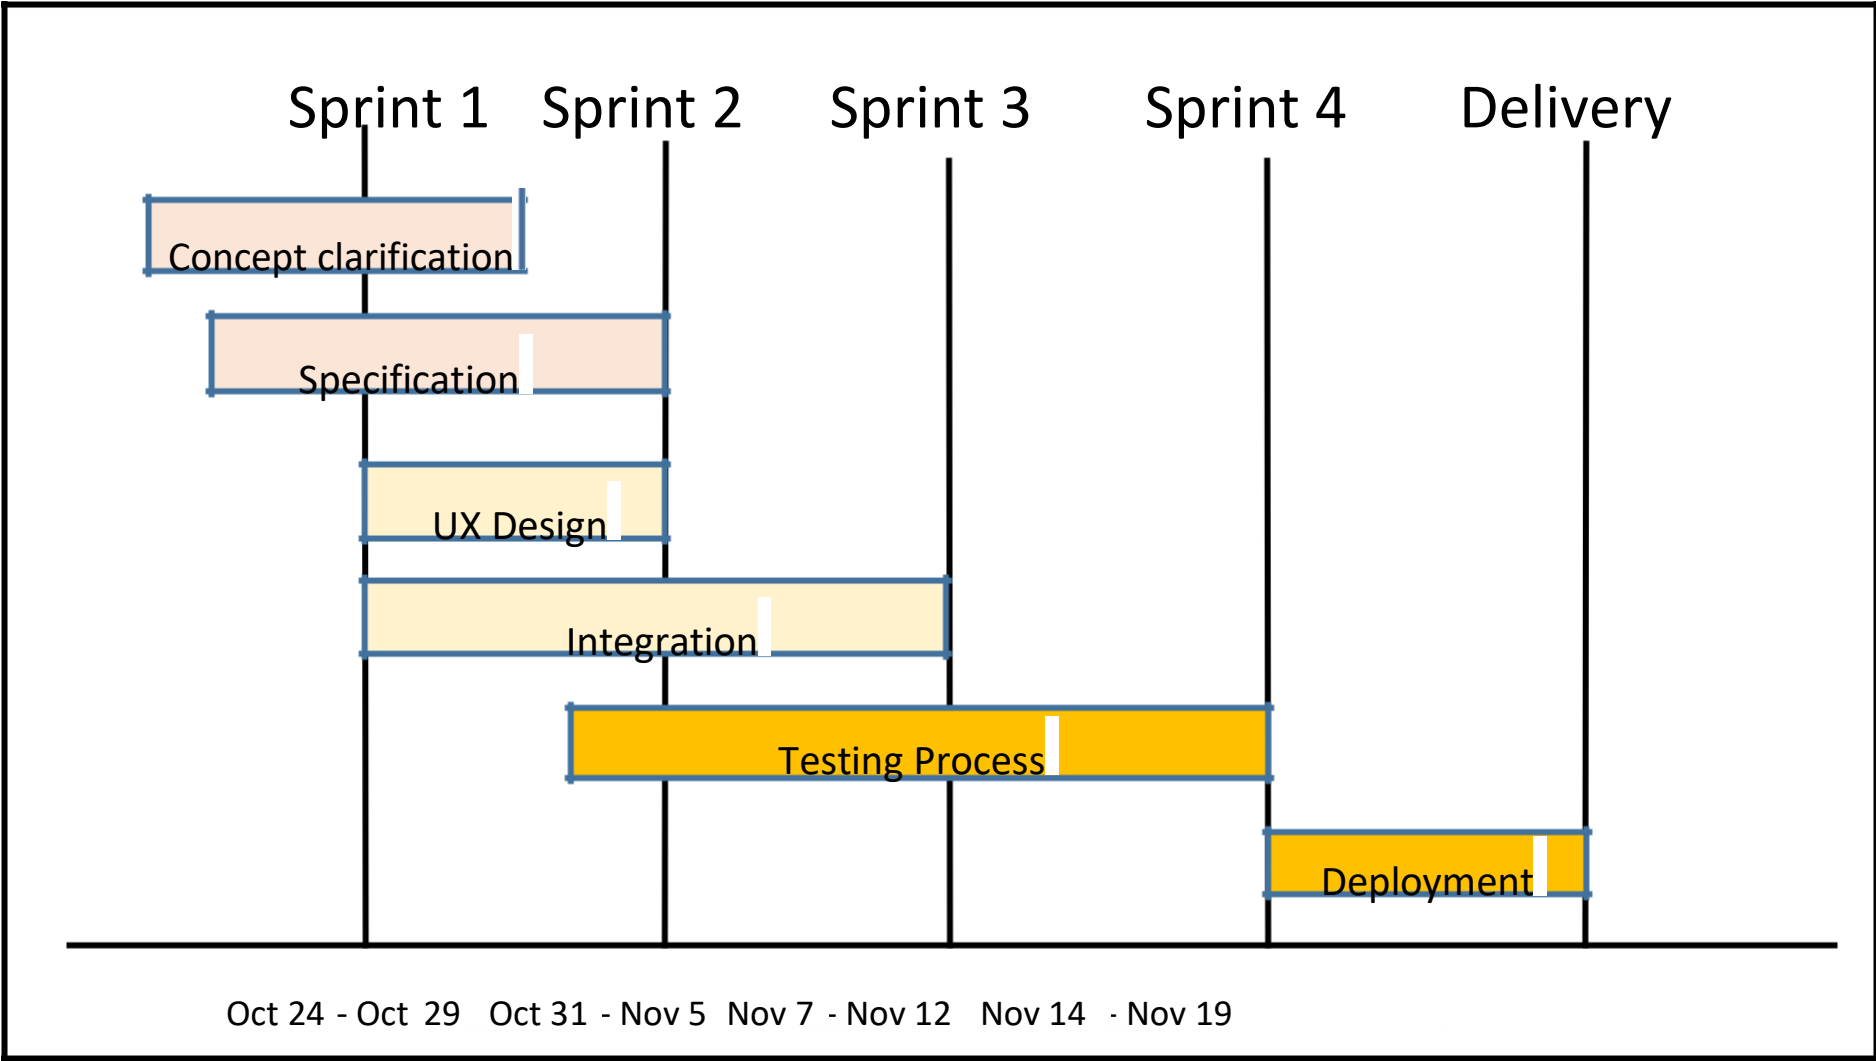 Sprint 1 Sprint 2 Sprint 3 Sprint 4 Delivery
Concept clarification
Specification
UX Design
Integration
Testing Process
Deployment
Oct 24 - Oct 29 Oct 31 - Nov 5 Nov 7 - Nov 12 Nov 14 - Nov 19